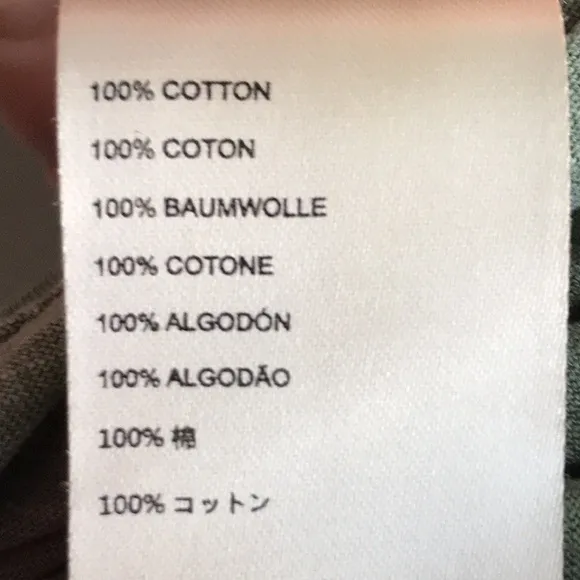 100% COTTON
100% COTON
100% BAUMWOLLE
100% COTONE
100% ALGODÓN
100% ALGODÃO
100% 棉
100% コットン